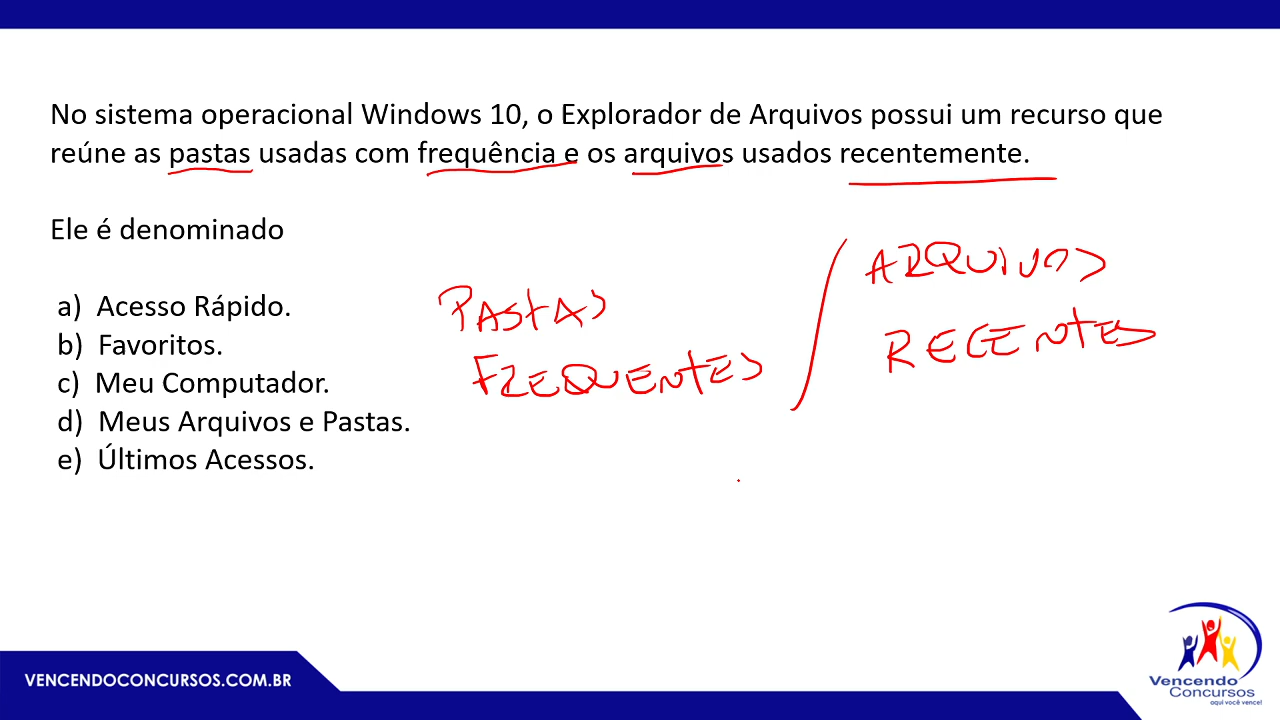 No sistema operacional Windows 10, o Explorador de Arquivos possui um recurso que
reúne as pastas usadas com frequência e os arquivos usados recentemente.
Ele é denominado
a) Acesso Rápido.
b) Favoritos.
c) Meu Computador.
d) Meus Arquivos e Pastas.
e) Últimos Acessos.
PASTAS
FREQUENTES
/
ARQUIVOS
RECENTES
VENCENDOCONCURSOS.COM.BR
Vencendo
Concursos
aqui você vence!